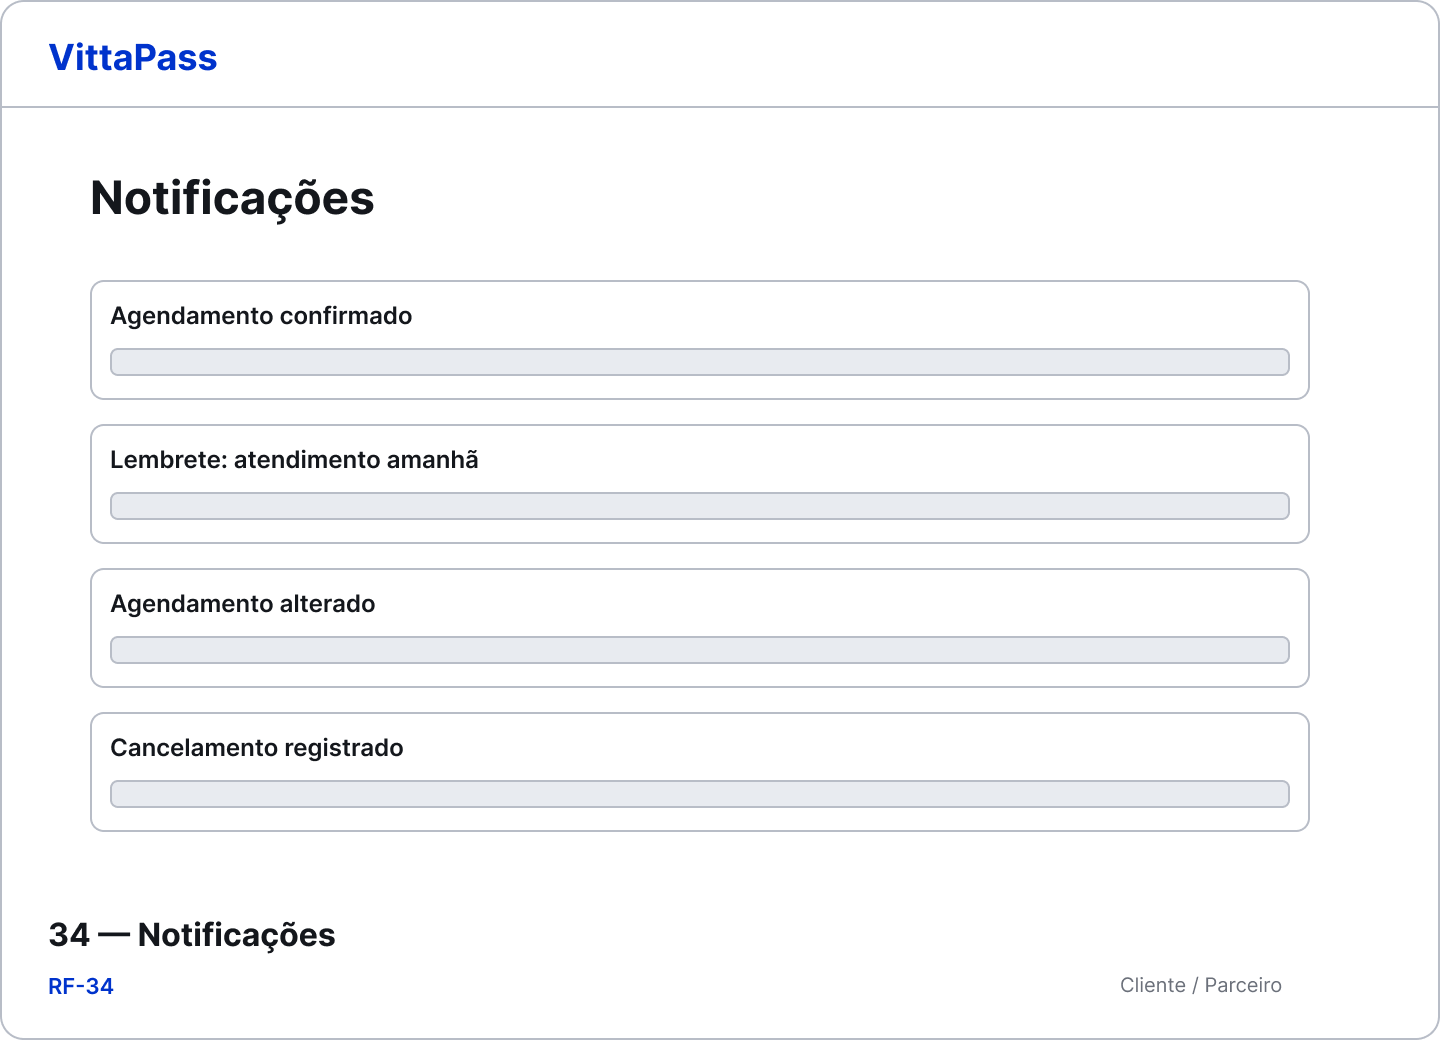 VittaPass
Notificações
Agendamento confirmado
Lembrete: atendimento amanhã
Agendamento alterado
Cancelamento registrado
34 — Notificações
RF-34
Cliente / Parceiro